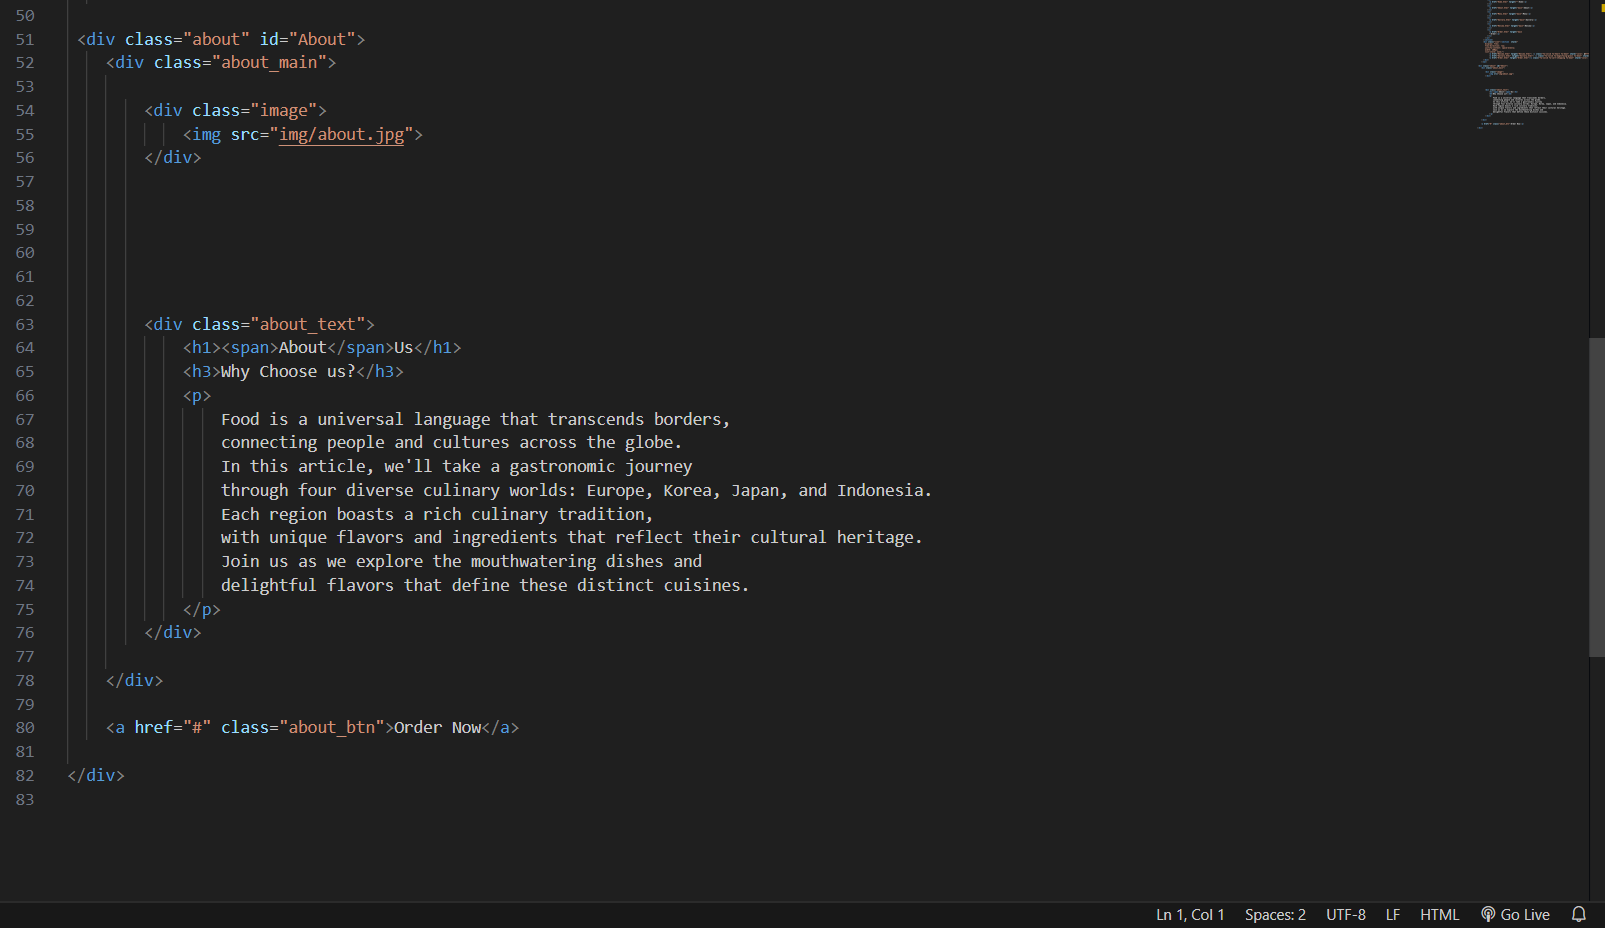 50
51 <div class="about" id="About">
52 <div class="about_main">
53
54 <div class="image">
55 <img src="img/about.jpg">
56 </div>
57
58
59
60
61
62
63 <div class="about_text">
64 <h1><span>About</span>Us</h1>
65 <h3>Why Choose us?</h3>
66 <p>
67 Food is a universal language that transcends borders,
68 connecting people and cultures across the globe.
69 In this article, we'll take a gastronomic journey
70 through four diverse culinary worlds: Europe, Korea, Japan, and Indonesia.
71 Each region boasts a rich culinary tradition,
72 with unique flavors and ingredients that reflect their cultural heritage.
73 Join us as we explore the mouthwatering dishes and
74 delightful flavors that define these distinct cuisines.
75 </p>
76 </div>
77
78 </div>
79
80 <a href="#" class="about_btn">Order Now</a>
81
82 </div>
83
Ln 1, Col 1 Spaces: 2 UTF-8 LF HTML Go Live